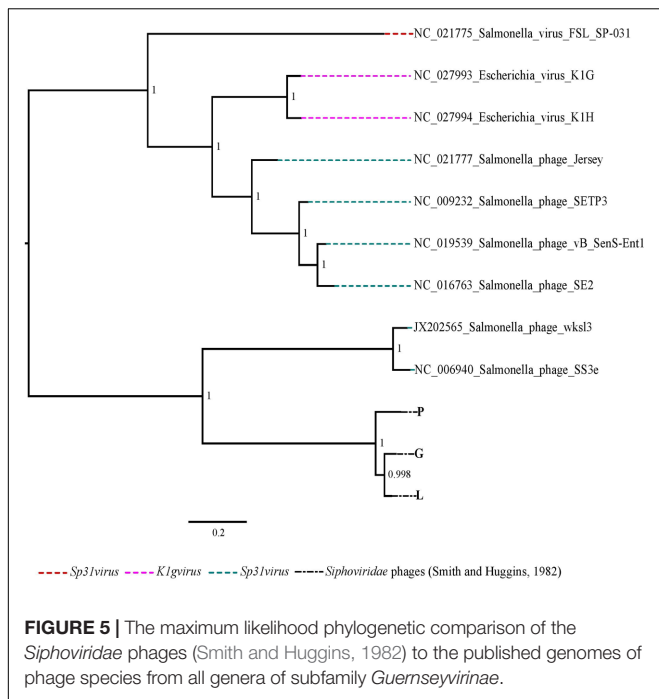 NC_021775_Salmonella_virus_FSL_SP-031
NC_027993_Escherichia_virus_K1G
1
1
1
NC_027994_Escherichia_virus_K1H
NC_021777_Salmonella_phage_Jersey
1
NC_009232_Salmonella_phage_SETP3
1
NC_019539_Salmonella_phage_vB_SenS-Ent1
1
NC_016763_Salmonella_phage_SE2
JX202565_Salmonella_phage_wksl3
1
NC_006940_Salmonella_phage_SS3e
1
P
1
G
0.998
L
0.2
Sp31virus K1gvirus Sp31virus Siphoviridae phages (Smith and Huggins, 1982)
FIGURE 5 | The maximum likelihood phylogenetic comparison of the
Siphoviridae phages (Smith and Huggins, 1982) to the published genomes of
phage species from all genera of subfamily Guernseyvirinae.